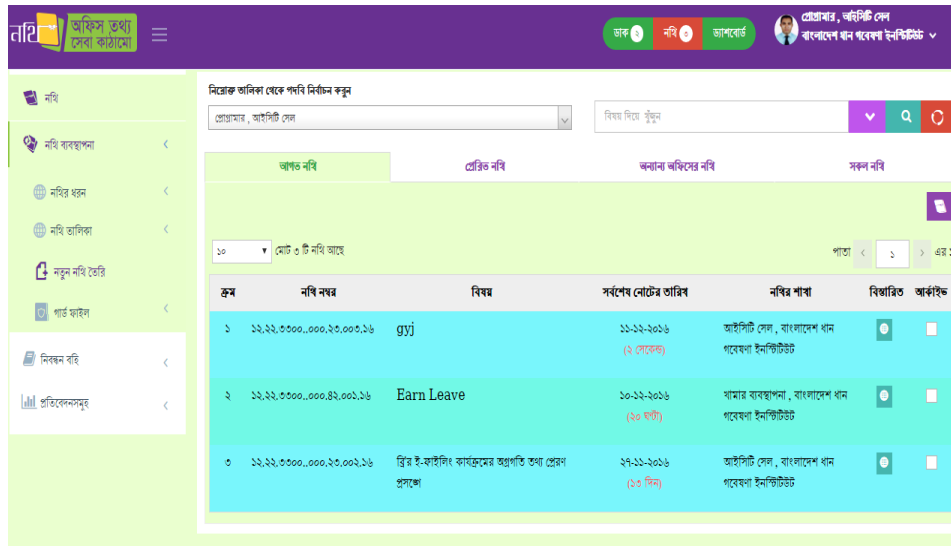 নথি অফিস তথ্য
সেবা কাঠামো
ডাক ২ নথি ৩ ড্যাশবোর্ড
প্রোগ্রামার , আইসিটি সেল
বাংলাদেশ ধান গবেষণা ইনস্টিটিউট
নথি
নথি ব্যবস্থাপনা
নথির ধরন
নথি তালিকা
নতুন নথি তৈরি
গার্ড ফাইল
নিবন্ধন বহি
প্রতিবেদনসমূহ
নিম্নোক্ত তালিকা থেকে পদবি নির্বাচন করুন
প্রোগ্রামার , আইসিটি সেল
বিষয় দিয়ে খুঁজুন
আগত নথি প্রেরিত নথি অন্যান্য অফিসের নথি সকল নথি
১০ মোট ৩ টি নথি আছে পাতা ১ এর
ক্রম নথি নম্বর বিষয় সর্বশেষ নোটের তারিখ নথির শাখা বিস্তারিত আর্কাইভ
১ ১২.২২.৩৩০০..০০০.২৩.০০৩.১৬ gyj ১১-১২-২০১৬ আইসিটি সেল , বাংলাদেশ ধান
(২ সেকেন্ড) গবেষণা ইনস্টিটিউট
২ ১২.২২.৩৩০০..০০০.৪২.০০১.১৬ Earn Leave ১০-১২-২০১৬ খামার ব্যবস্থাপনা , বাংলাদেশ ধান
(২০ ঘণ্টা) গবেষণা ইনস্টিটিউট
৩ ১২.২২.৩৩০০..০০০.২৩.০০২.১৬ ব্রি'র ই-ফাইলিং কার্যক্রমের অগ্রগতি তথ্য প্রেরণ ২৭-১১-২০১৬ আইসিটি সেল , বাংলাদেশ ধান
প্রসঙ্গে (১৩ দিন) গবেষণা ইনস্টিটিউট